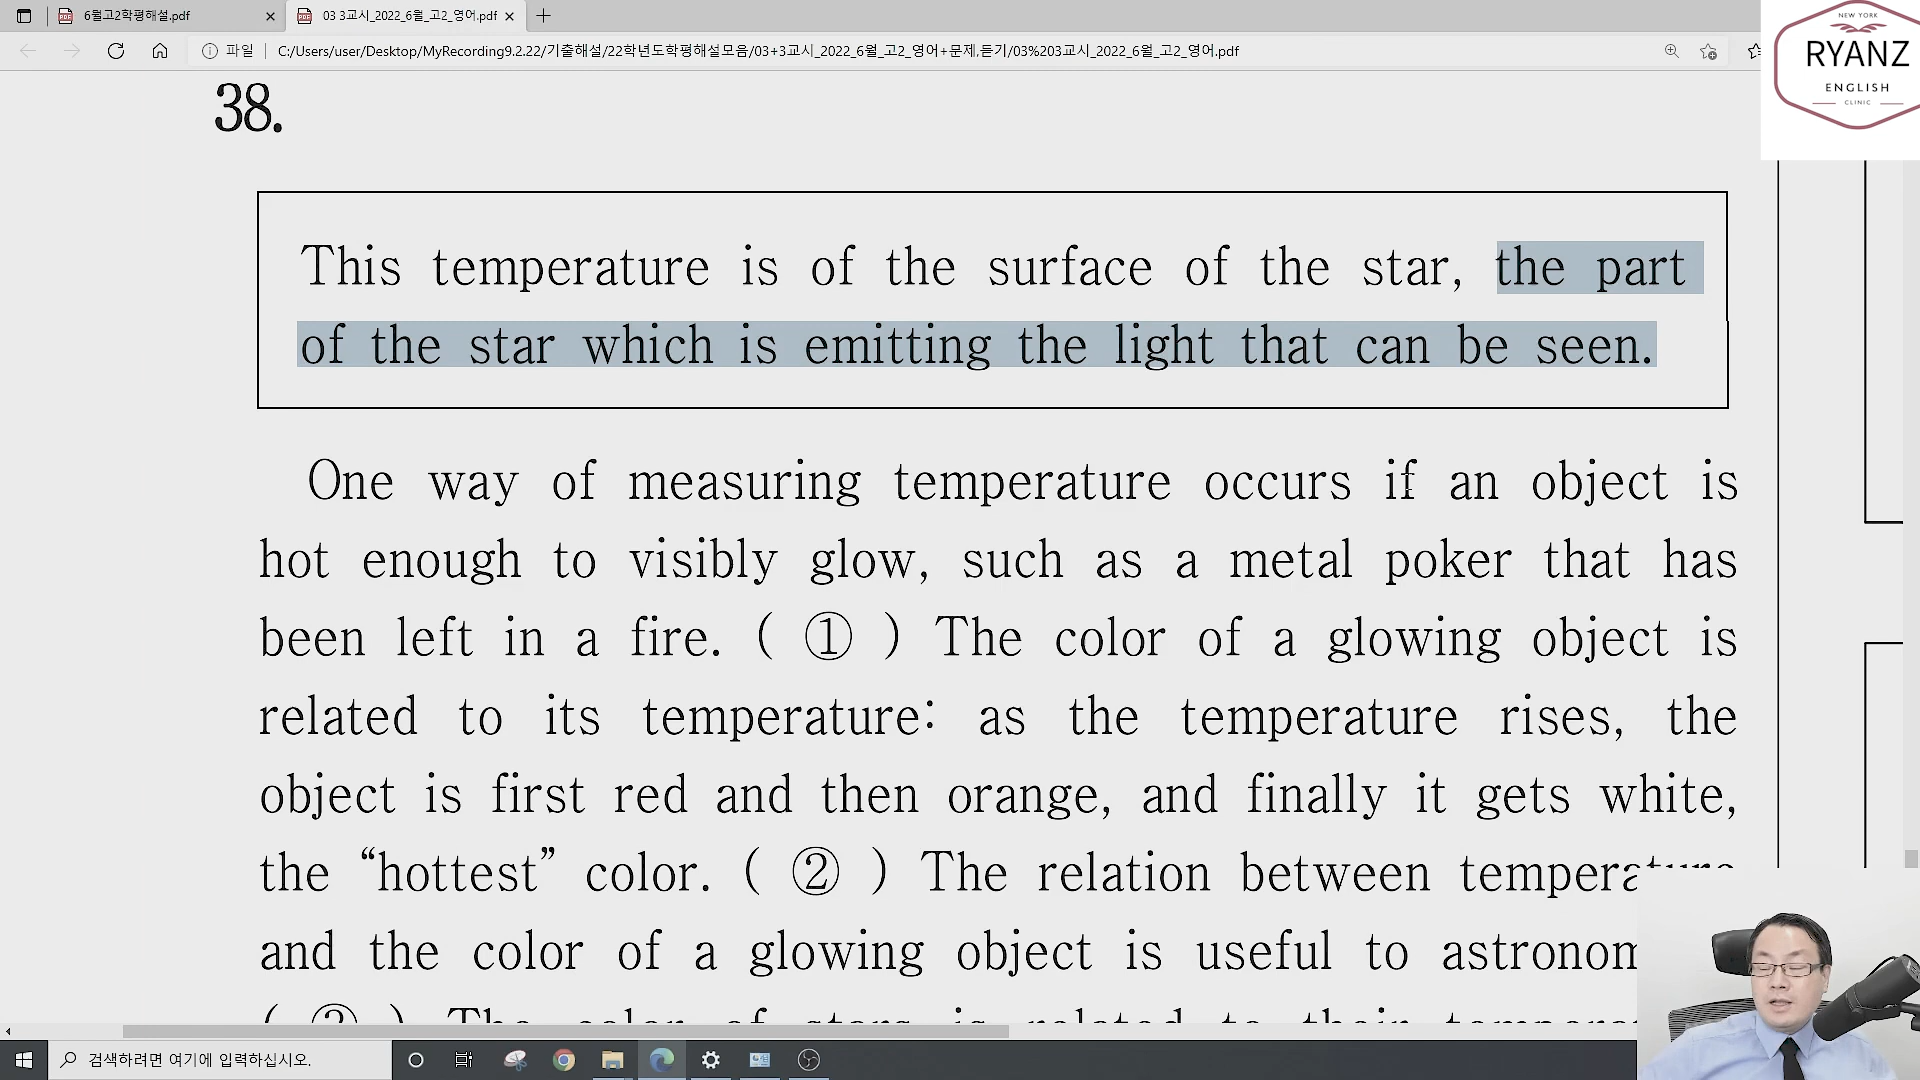 6월고2학평해설.pdf
03 3교시_2022_6월_고2_영어.pdf
파일
C:/Users/user/Desktop/MyRecording9.2.22/기출해설/22학년도학평해설모음/03+3교시_2022_6월_고2_영어+문제,듣기/03%203교시_2022_6월_고2_영어.pdf
NEW YORK
RYANZ
ENGLISH
CLINIC
38.
This temperature is of the surface of the star, the part
of the star which is emitting the light that can be seen.
One way of measuring temperature occurs if an object is
hot enough to visibly glow, such as a metal poker that has
been left in a fire. ( ① ) The color of a glowing object is
related to its temperature: as the temperature rises, the
object is first red and then orange, and finally it gets white,
the “hottest” color. ( ② ) The relation between temperature
and the color of a glowing object is useful to astronom
( ③ ) The color of stars is related to their tempera
검색하려면 여기에 입력하십시오.